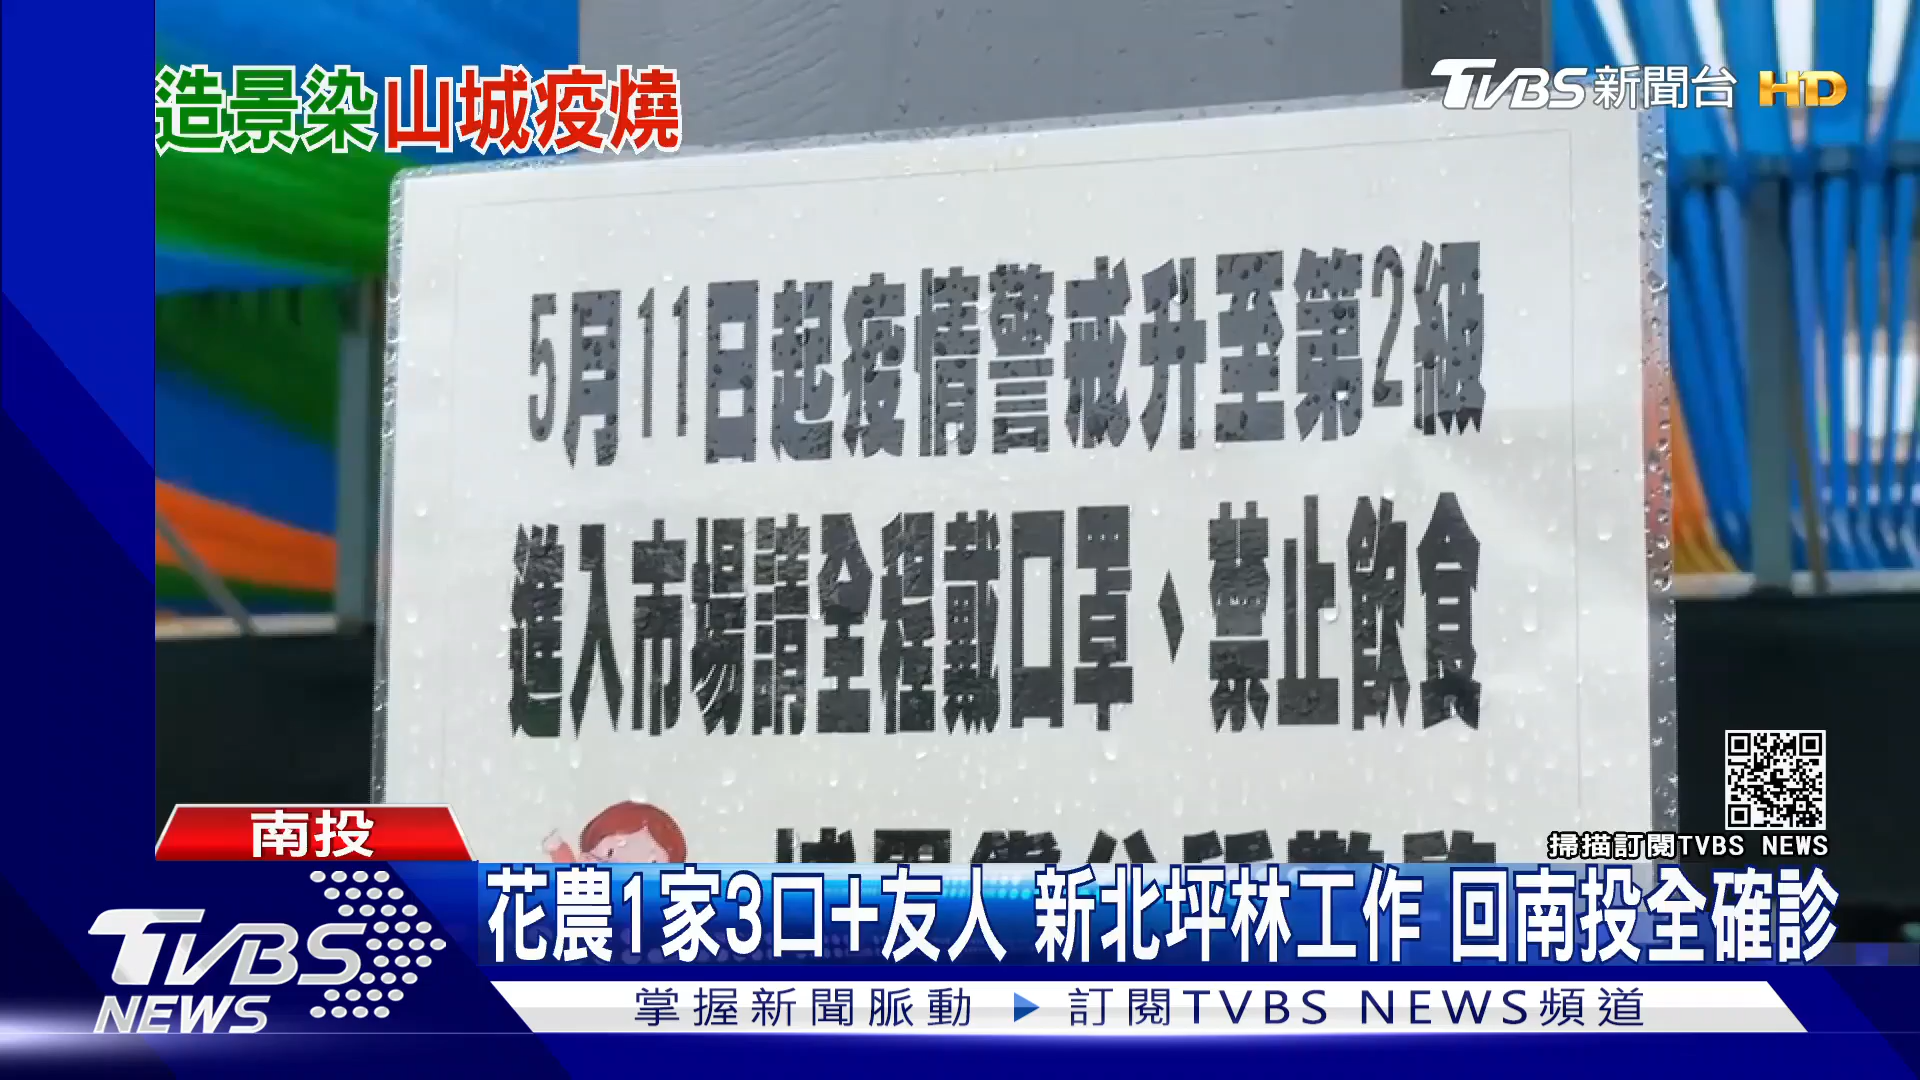 造景染山城疫燒
TVBS新聞台 HD
5月11日起疫情警戒升至第2級
進入市場請全程戴口罩、禁止飲食
掃描訂閱TVBS NEWS
南投
花農1家3口+友人 新北坪林工作 回南投全確診
TVBS NEWS
掌握新聞脈動 ▶ 訂閱TVBS NEWS頻道